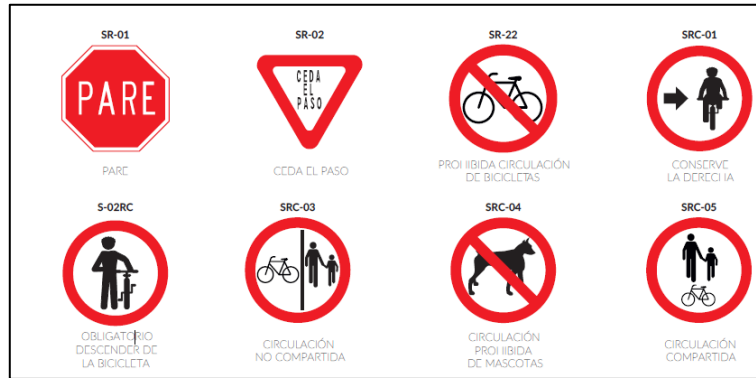 SR-01
SR-02
SR-22
SRC-01
PARE
CEDA
EL
PASO
PARE
CEDA EL PASO
PROHIBIDA CIRCULACIÓN
DE BICICLETAS
CONSERVE
LA DERECHA
S-02RC
SRC-03
SRC-04
SRC-05
OBLIGATORIO
DESCENDER DE
LA BICICLETA
CIRCULACIÓN
NO COMPARTIDA
CIRCULACIÓN
PROHIBIDA
DE MASCOTAS
CIRCULACIÓN
COMPARTIDA